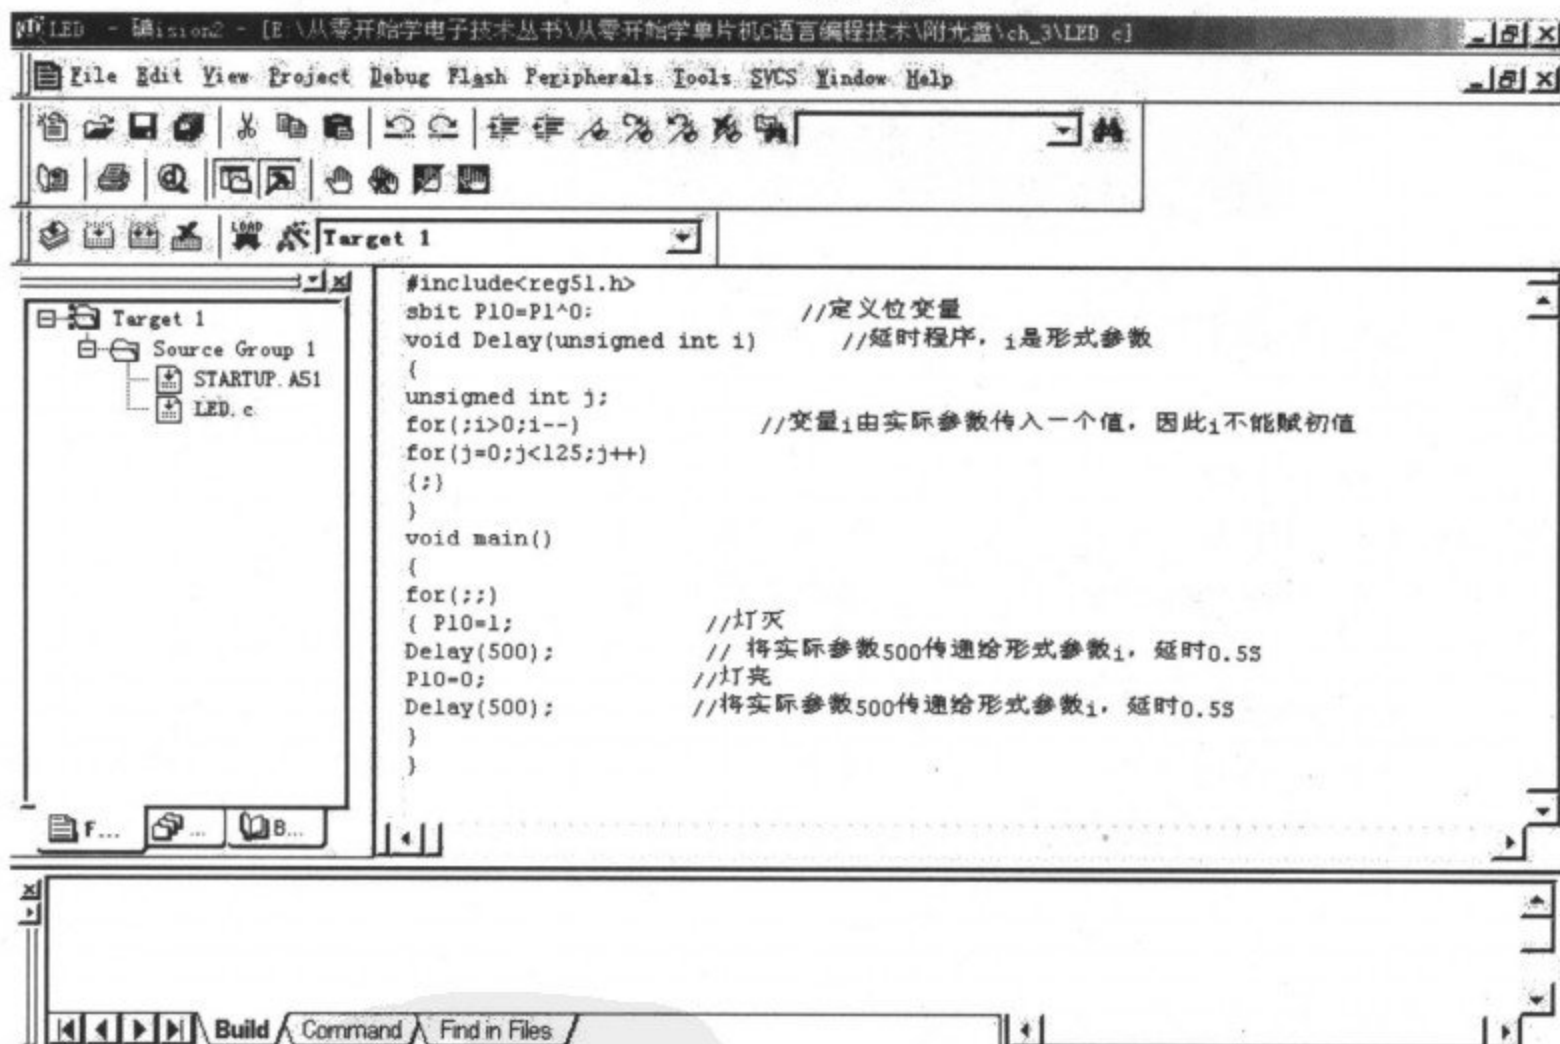 LED - 礦ision2 - [E:\从零开始学电子技术丛书\从零开始学单片机C语言编程技术\附光盘\ch_3\LED c]
File Edit View Project Debug Flash Peripherals Tools SVCS Window Help
LOAD Target 1
Target 1
Source Group 1
STARTUP.A51
LED.c
#include<reg51.h>
sbit P10=P1^0; //定义位变量
void Delay(unsigned int i) //延时程序，i是形式参数
{
unsigned int j;
for(;i>0;i--) //变量i由实际参数传入一个值，因此i不能赋初值
for(j=0;j<125;j++)
{;}
}
void main()
{
for(;;)
{ P10=1; //灯灭
Delay(500); // 将实际参数500传递给形式参数i，延时0.5S
P10=0; //灯亮
Delay(500); //将实际参数500传递给形式参数i，延时0.5S
}
}
F... ... B...
Build Command Find in Files